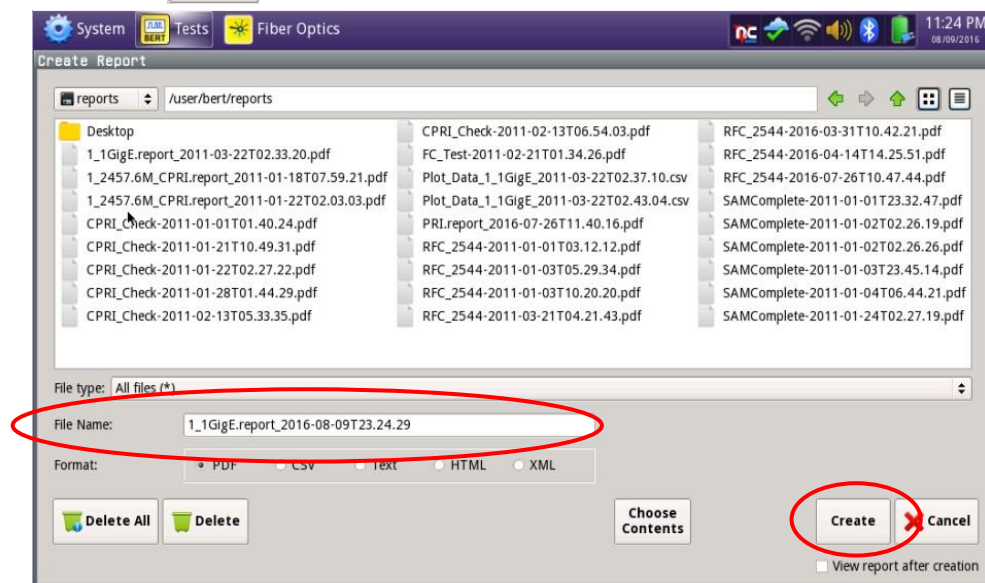 System BERT Tests Fiber Optics nc 11:24 PM
08/09/2016
Create Report
reports /user/bert/reports
Desktop CPRI_Check-2011-02-13T06.54.03.pdf RFC_2544-2016-03-31T10.42.21.pdf
1_1GigE.report_2011-03-22T02.33.20.pdf FC_Test-2011-02-21T01.34.26.pdf RFC_2544-2016-04-14T14.25.51.pdf
1_2457.6M_CPRI.report_2011-01-18T07.59.21.pdf Plot_Data_1_1GigE_2011-03-22T02.37.10.csv RFC_2544-2016-07-26T10.47.44.pdf
1_2457.6M_CPRI.report_2011-01-22T02.03.03.pdf Plot_Data_1_1GigE_2011-03-22T02.43.04.csv SAMComplete-2011-01-01T23.32.47.pdf
CPRI_Check-2011-01-01T01.40.24.pdf PRI.report_2016-07-26T11.40.16.pdf SAMComplete-2011-01-02T02.26.19.pdf
CPRI_Check-2011-01-21T10.49.31.pdf RFC_2544-2011-01-01T03.12.12.pdf SAMComplete-2011-01-02T02.26.26.pdf
CPRI_Check-2011-01-22T02.27.22.pdf RFC_2544-2011-01-03T05.29.34.pdf SAMComplete-2011-01-03T23.45.14.pdf
CPRI_Check-2011-01-28T01.44.29.pdf RFC_2544-2011-01-03T10.20.20.pdf SAMComplete-2011-01-04T06.44.21.pdf
CPRI_Check-2011-02-13T05.33.35.pdf RFC_2544-2011-03-21T04.21.43.pdf SAMComplete-2011-01-24T02.27.19.pdf
File type: All files (*)
File Name: 1_1GigE.report_2016-08-09T23.24.29
Format: PDF CSV Text HTML XML
Delete All Delete Choose Contents Create Cancel
View report after creation